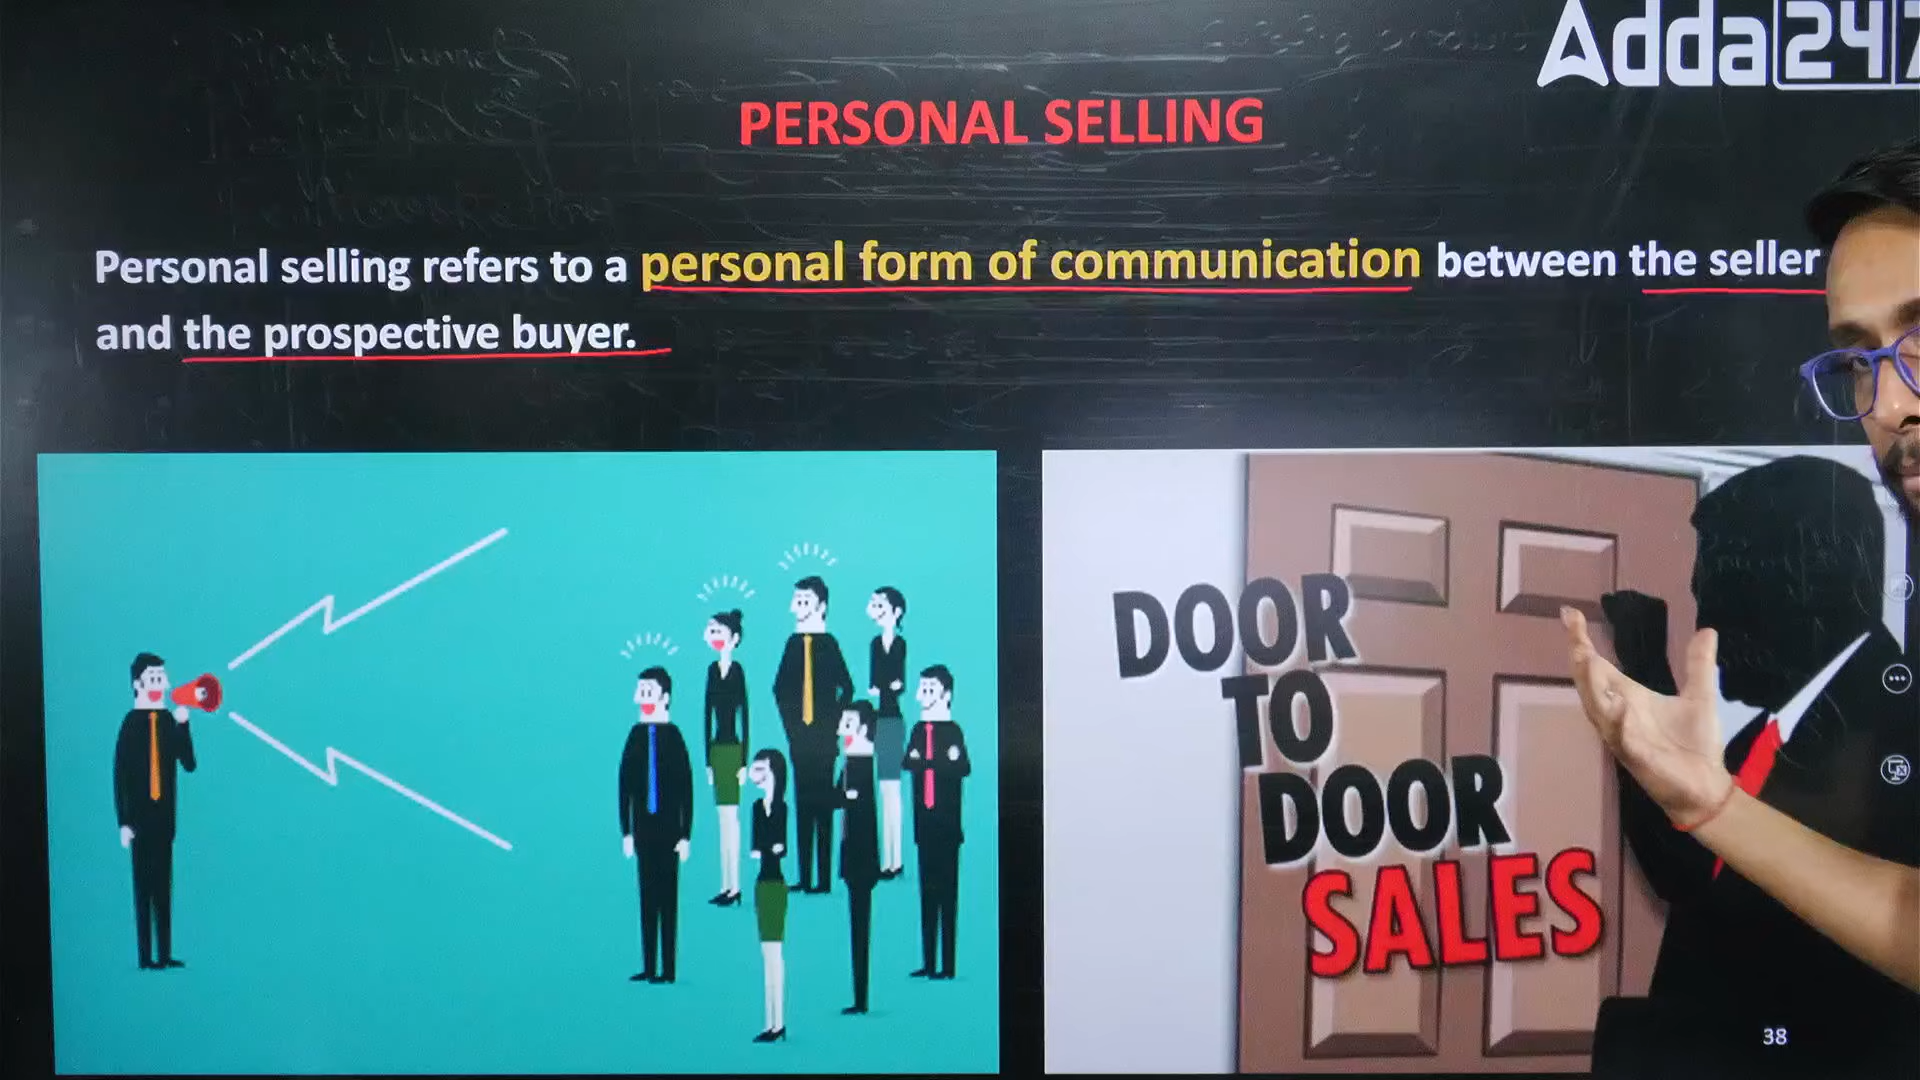 Adda247
PERSONAL SELLING
Personal selling refers to a personal form of communication between the seller
and the prospective buyer.
DOOR
TO
DOOR
SALES
38